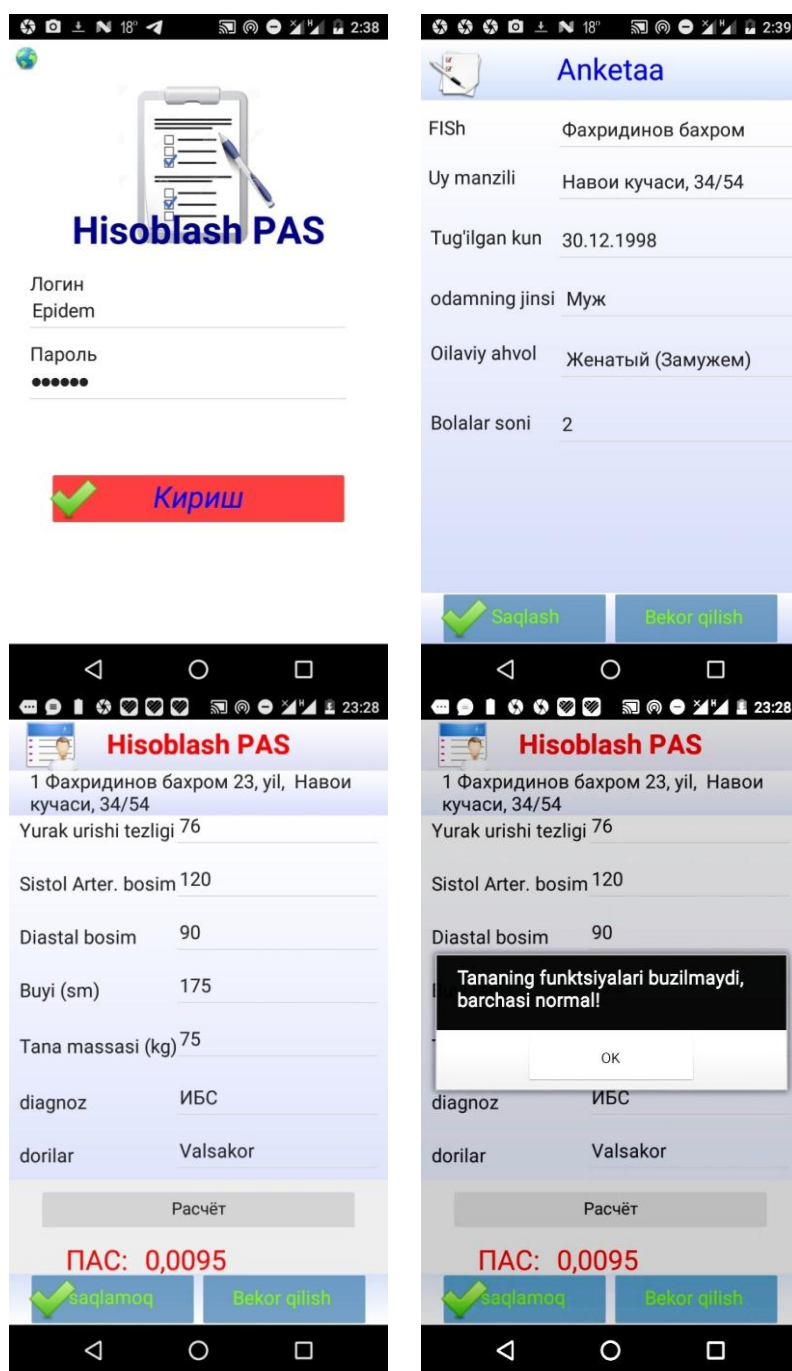 18° 2:38
Hisoblash PAS
Логин
Epidem
Пароль
••••••
Кириш
18° 2:39
Anketaa
FISh Фахридинов бахром
Uy manzili Навои кучаси, 34/54
Tug'ilgan kun 30.12.1998
odamning jinsi Муж
Oilaviy ahvol Женатый (Замужем)
Bolalar soni 2
Saqlash Bekor qilish
23:28
Hisoblash PAS
1 Фахридинов бахром 23, yil, Навои
кучаси, 34/54
Yurak urishi tezligi 76
Sistol Arter. bosim 120
Diastal bosim 90
Buyi (sm) 175
Tana massasi (kg) 75
diagnoz ИБС
dorilar Valsakor
Расчёт
ПАС: 0,0095
saqlamoq Bekor qilish
23:28
Hisoblash PAS
1 Фахридинов бахром 23, yil, Навои
кучаси, 34/54
Yurak urishi tezligi 76
Sistol Arter. bosim 120
Diastal bosim 90
Tananing funktsiyalari buzilmaydi,
barchasi normal!
OK
diagnoz ИБС
dorilar Valsakor
Расчёт
ПАС: 0,0095
saqlamoq Bekor qilish